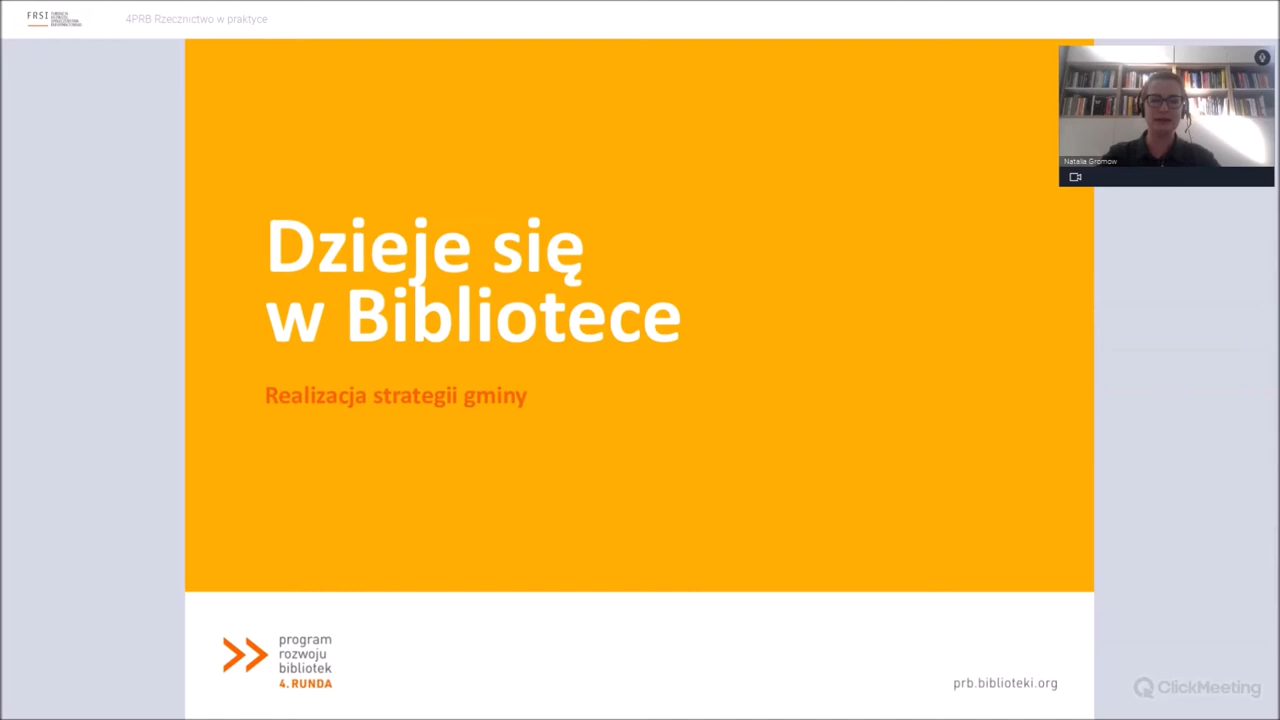 FRSI
4PRB Rzecznictwo w praktyce
Natalia Gromow
Dzieje się
w Bibliotece
Realizacja strategii gminy
program
rozwoju
bibliotek
4. RUNDA
prb.biblioteki.org
ClickMeeting